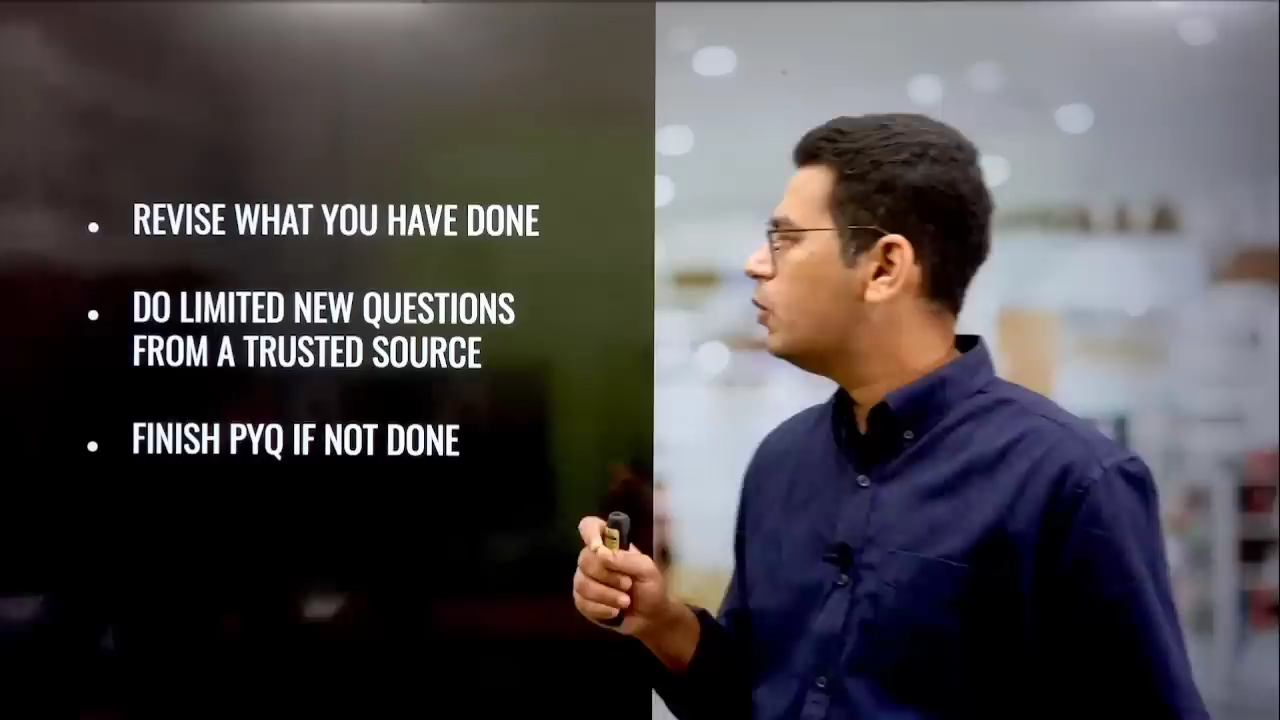 • REVISE WHAT YOU HAVE DONE
• DO LIMITED NEW QUESTIONS
FROM A TRUSTED SOURCE
• FINISH PYQ IF NOT DONE